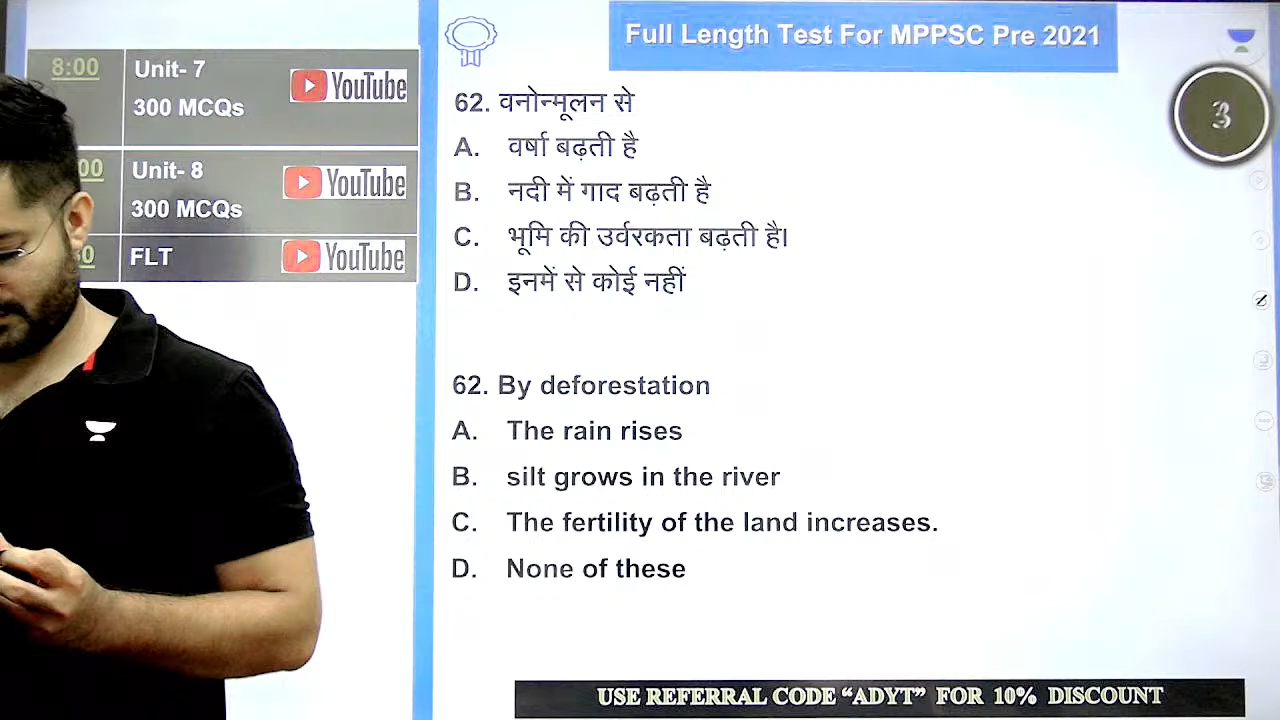 Full Length Test For MPPSC Pre 2021
8:00
Unit- 7
300 MCQs
YouTube
00
Unit- 8
300 MCQs
YouTube
0
FLT
YouTube
3
62. वनोन्मूलन से
A. वर्षा बढ़ती है
B. नदी में गाद बढ़ती है
C. भूमि की उर्वरकता बढ़ती है।
D. इनमें से कोई नहीं
62. By deforestation
A. The rain rises
B. silt grows in the river
C. The fertility of the land increases.
D. None of these
USE REFERRAL CODE “ADYT” FOR 10% DISCOUNT